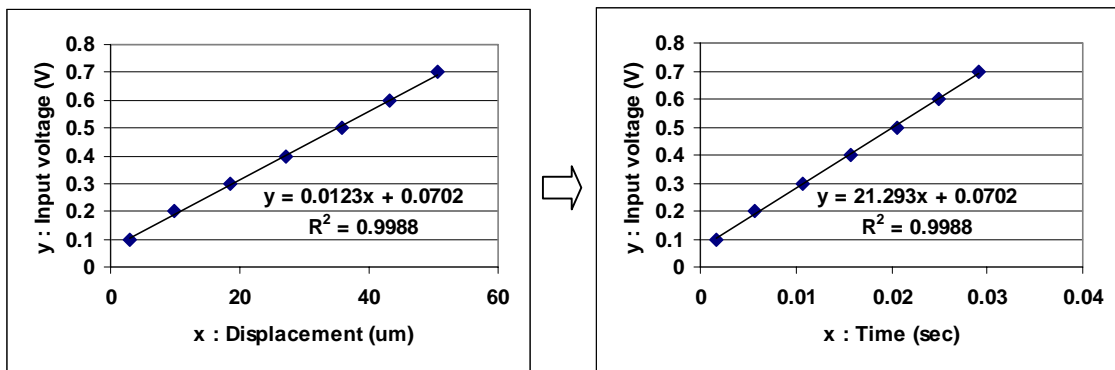 0.8
0.7
0.6
0.5
0.4
0.3
0.2
0.1
0
y : Input voltage (V)
y = 0.0123x + 0.0702
R² = 0.9988
0 20 40 60
x : Displacement (um)
0.8
0.7
0.6
0.5
0.4
0.3
0.2
0.1
0
y : Input voltage (V)
y = 21.293x + 0.0702
R² = 0.9988
0 0.01 0.02 0.03 0.04
x : Time (sec)